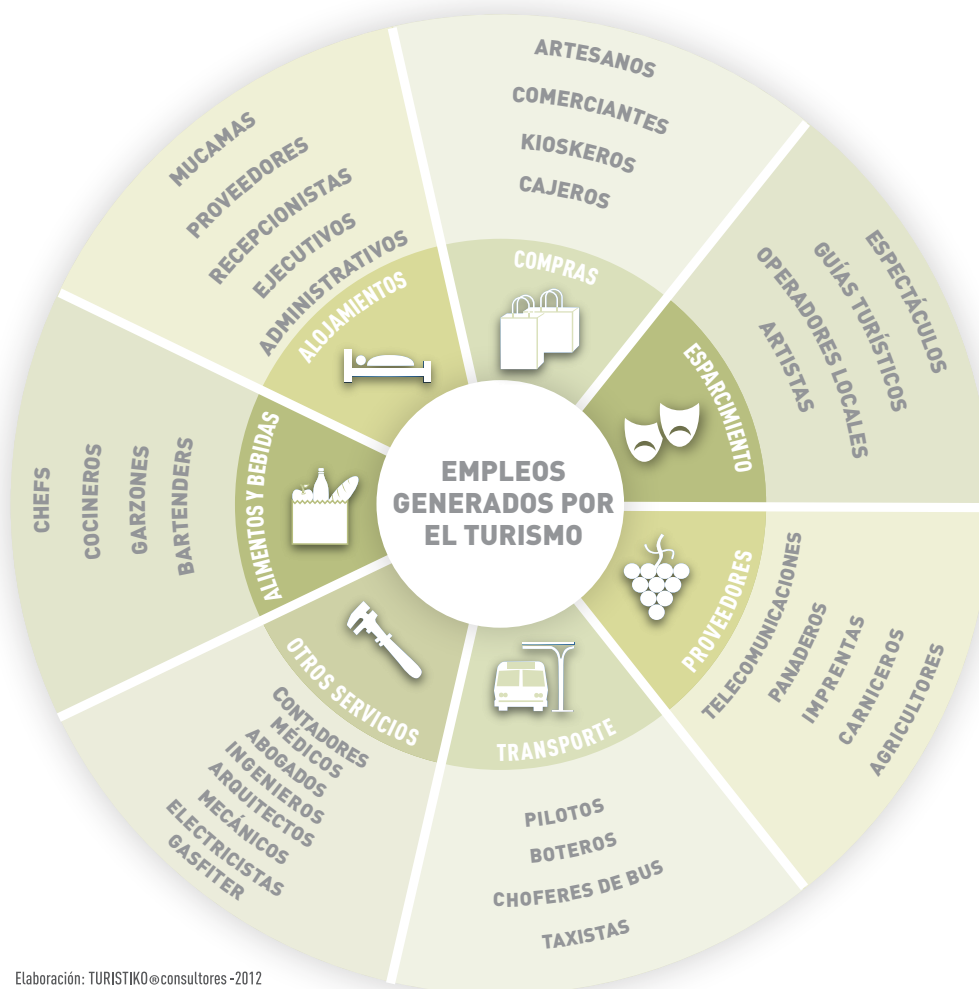 EMPLEOS
GENERADOS POR
EL TURISMO
COMPRAS
ARTESANOS
COMERCIANTES
KIOSKEROS
CAJEROS
ESPARCIMIENTO
ESPECTÁCULOS
GUÍAS TURÍSTICOS
OPERADORES LOCALES
ARTISTAS
PROVEEDORES
TELECOMUNICACIONES
PANADEROS
IMPRENTAS
CARNICEROS
AGRICULTORES
TRANSPORTE
PILOTOS
BOTEROS
CHOFERES DE BUS
TAXISTAS
OTROS SERVICIOS
CONTADORES
MÉDICOS
ABOGADOS
INGENIEROS
ARQUITECTOS
MECÁNICOS
ELECTRICISTAS
GASFITER
ALIMENTOS Y BEBIDAS
CHEFS
COCINEROS
GARZONES
BARTENDERS
ALOJAMIENTOS
MUCAMAS
PROVEEDORES
RECEPCIONISTAS
EJECUTIVOS
ADMINISTRATIVOS
Elaboración: TURISTIKO®consultores -2012